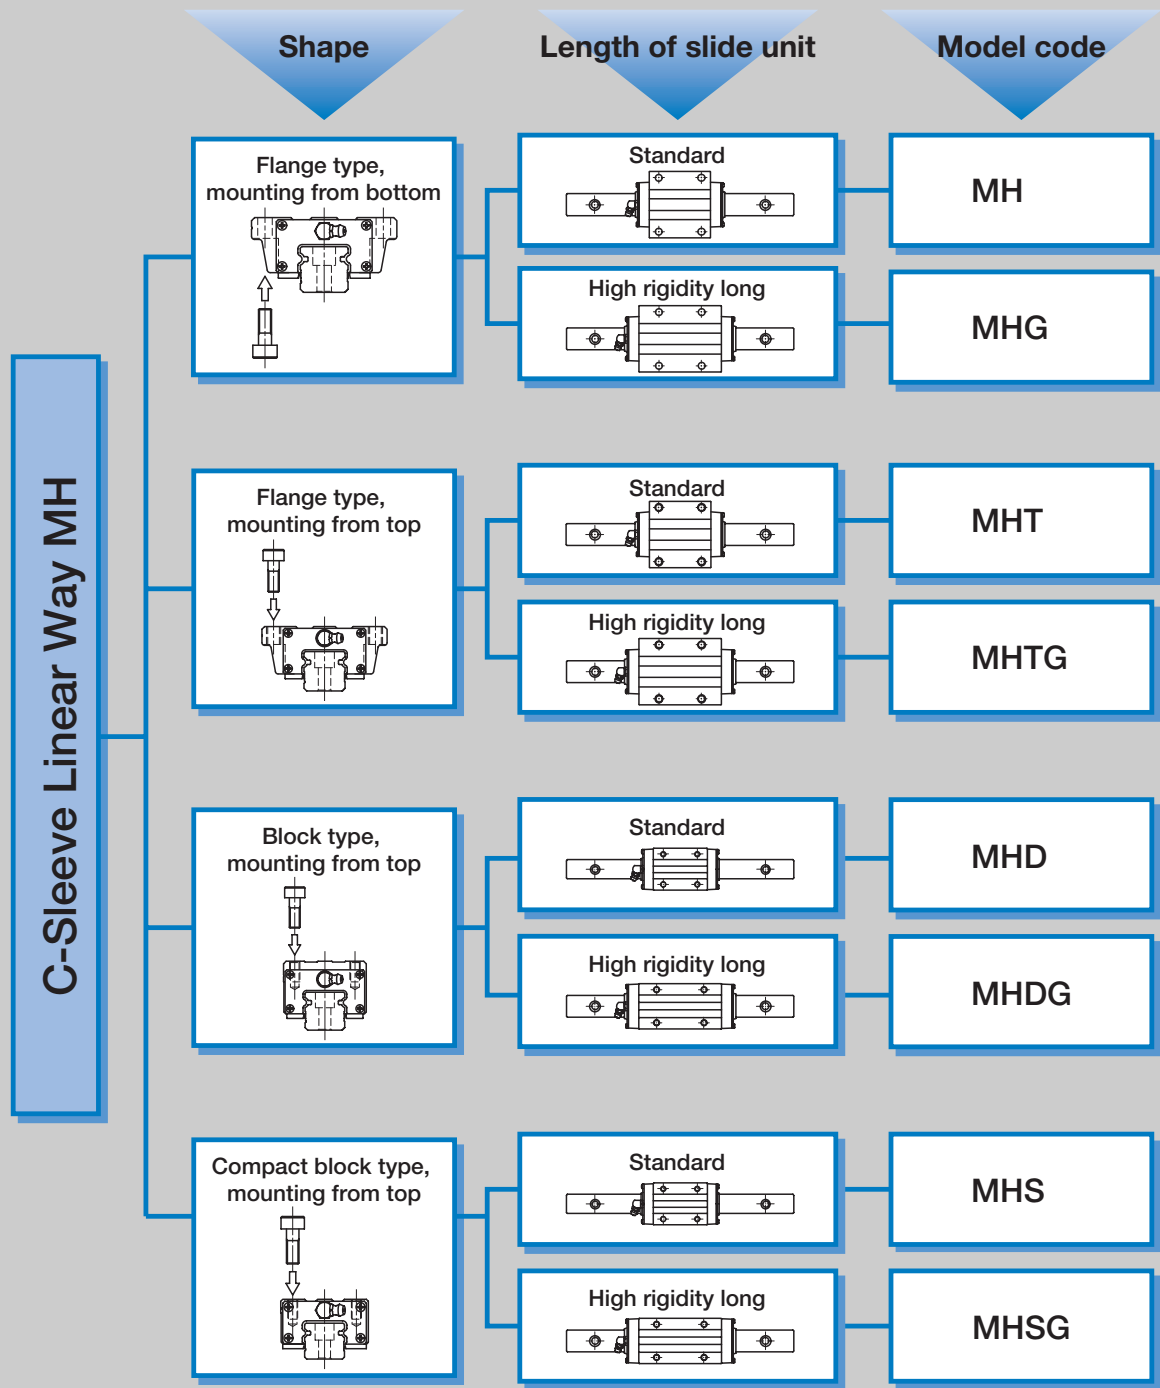 Shape
Length of slide unit
Model code
C-Sleeve Linear Way MH
Flange type,
mounting from bottom
Standard
MH
High rigidity long
MHG
Flange type,
mounting from top
Standard
MHT
High rigidity long
MHTG
Block type,
mounting from top
Standard
MHD
High rigidity long
MHDG
Compact block type,
mounting from top
Standard
MHS
High rigidity long
MHSG